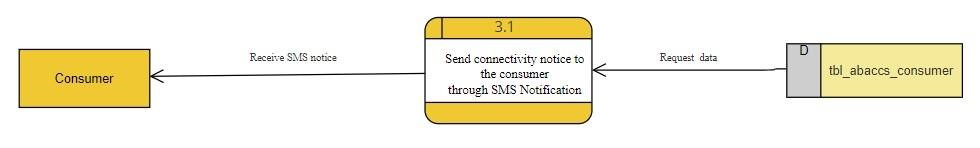 3.1
D
Receive SMS notice
Request data
Send connectivity notice to
the consumer
through SMS Notification
Consumer
tbl_abaccs_consumer